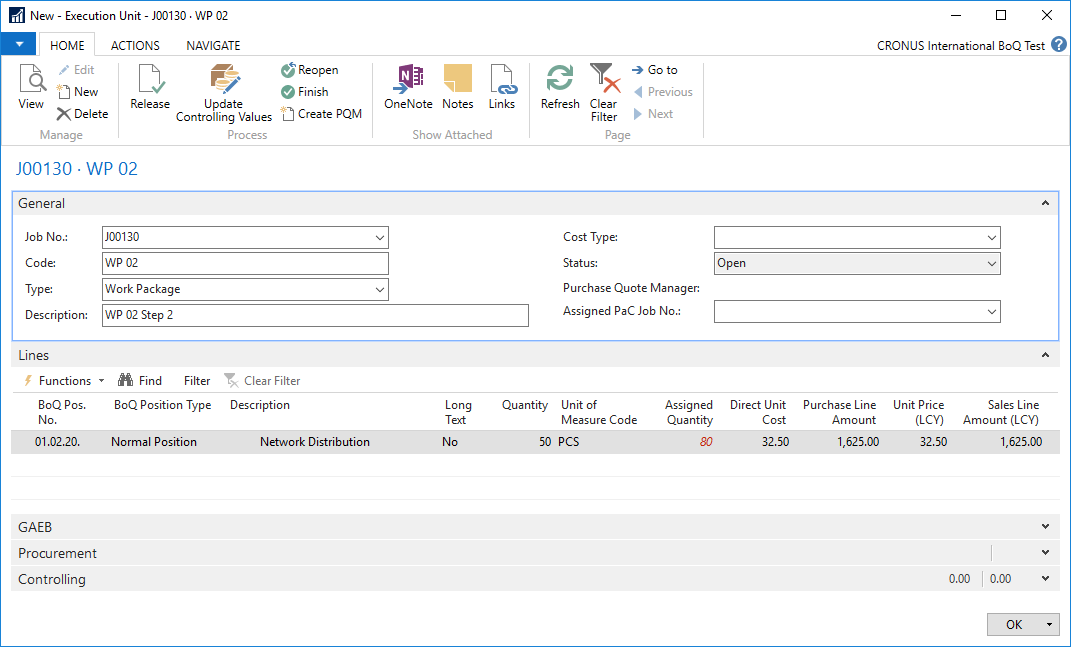 New - Execution Unit - J00130 · WP 02
HOME ACTIONS NAVIGATE CRONUS International BoQ Test ?
View
Edit
New
Delete
Manage
Release
Update
Controlling Values
Reopen
Finish
Create PQM
Process
OneNote
Notes
Links
Show Attached
Refresh
Clear
Filter
Go to
Previous
Next
Page
J00130 · WP 02
General
Job No.: J00130
Code: WP 02
Type: Work Package
Description: WP 02 Step 2
Cost Type:
Status: Open
Purchase Quote Manager:
Assigned PaC Job No.:
Lines
Functions Find Filter Clear Filter
BoQ Pos. BoQ Position Type Description Long Quantity Unit of Assigned Direct Unit Purchase Line Unit Price Sales Line
No. Text Measure Code Quantity Cost Amount (LCY) Amount (LCY)
01.02.20. Normal Position Network Distribution No 50 PCS 80 32.50 1,625.00 32.50 1,625.00
GAEB
Procurement
Controlling 0.00 0.00
OK